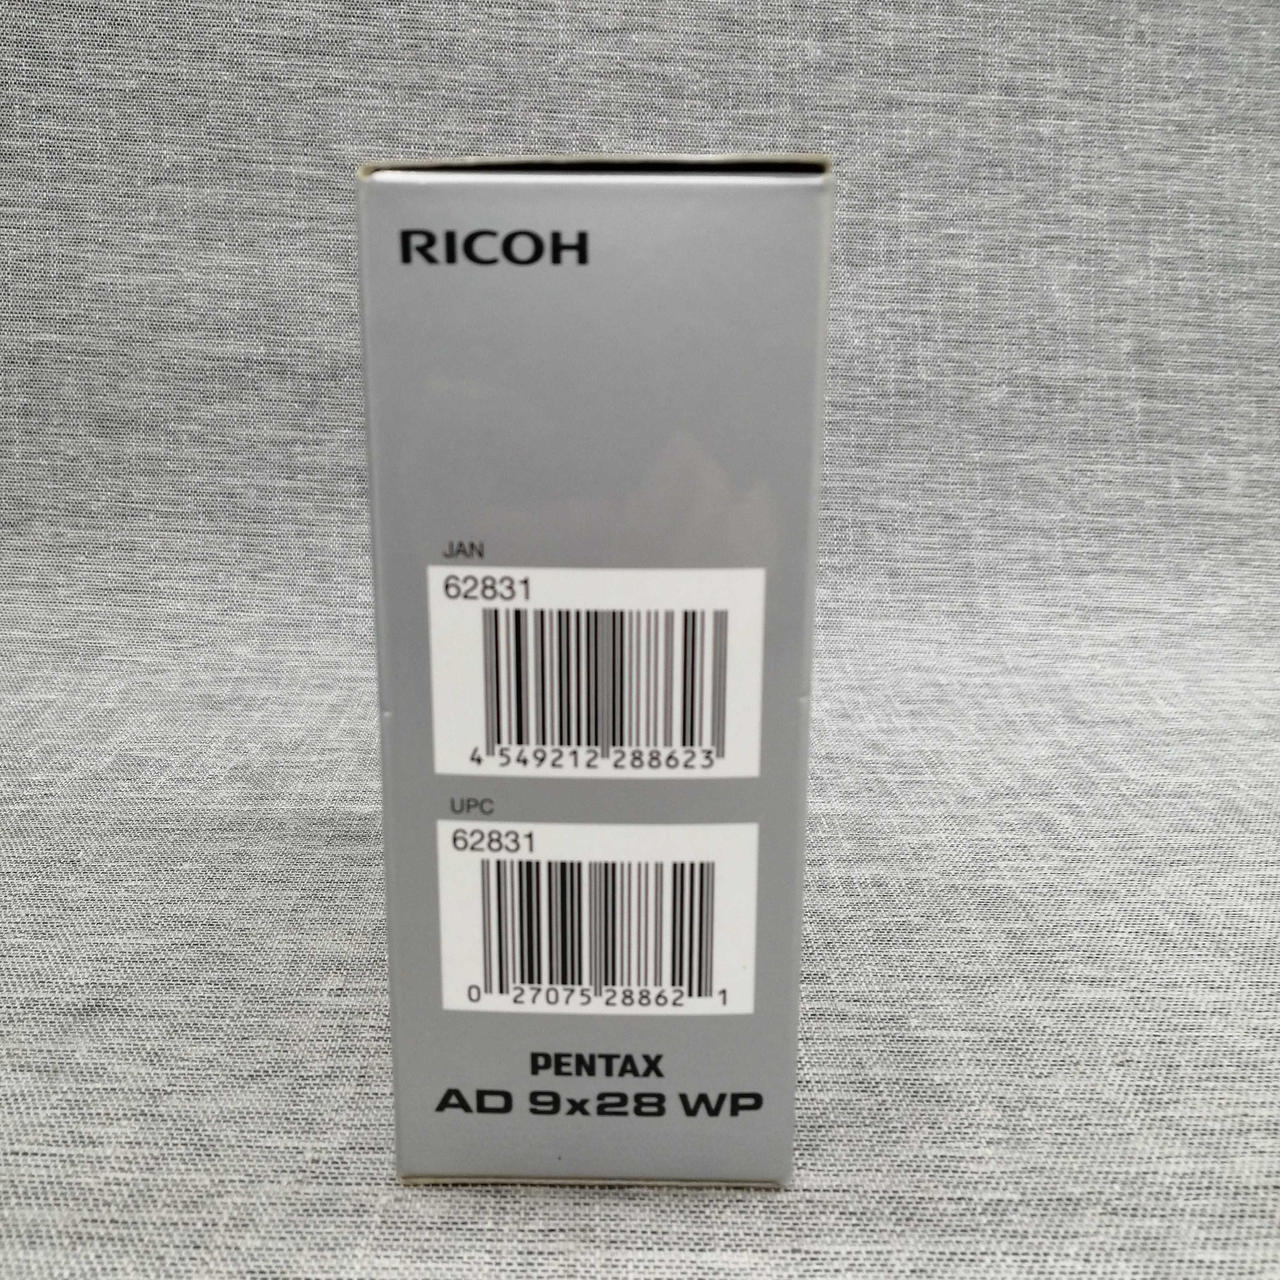 RICOH
JAN
62831
4 549212 288623
UPC
62831
0 27075 28862 1
PENTAX
AD 9x28 WP